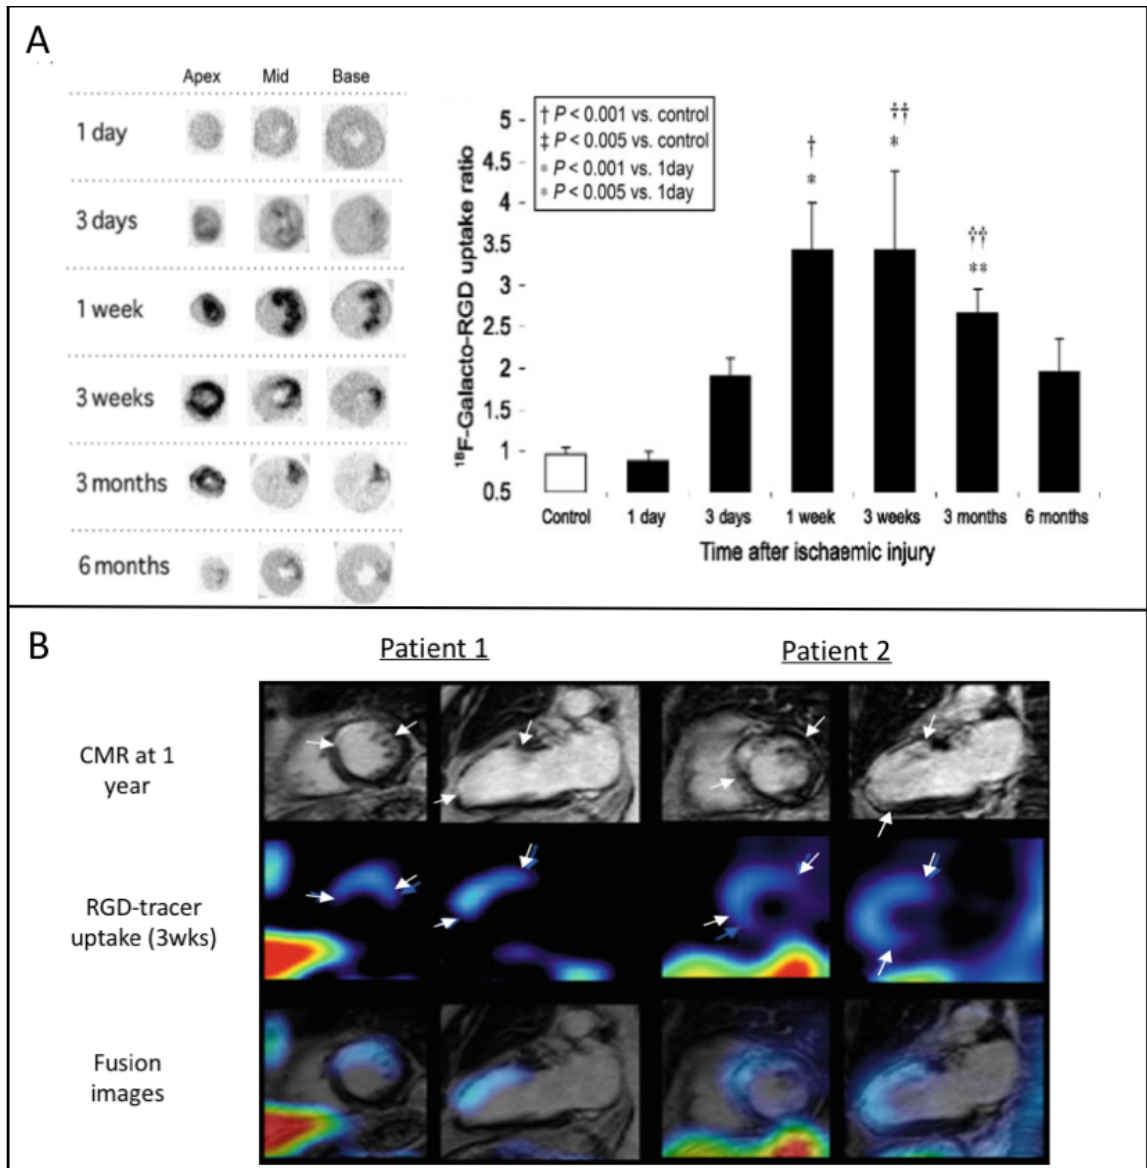 A
Apex Mid Base
1 day
3 days
1 week
3 weeks
3 months
6 months
† P < 0.001 vs. control
‡ P < 0.005 vs. control
* P < 0.001 vs. 1day
* P < 0.005 vs. 1day
¹⁸F-Galacto-RGD uptake ratio
5
4.5
4
3.5
3
2.5
2
1.5
1
0.5
†
*
‡†
*
††
**
Control 1 day 3 days 1 week 3 weeks 3 months 6 months
Time after ischaemic injury
B
Patient 1 Patient 2
CMR at 1
year
RGD-tracer
uptake (3wks)
Fusion
images